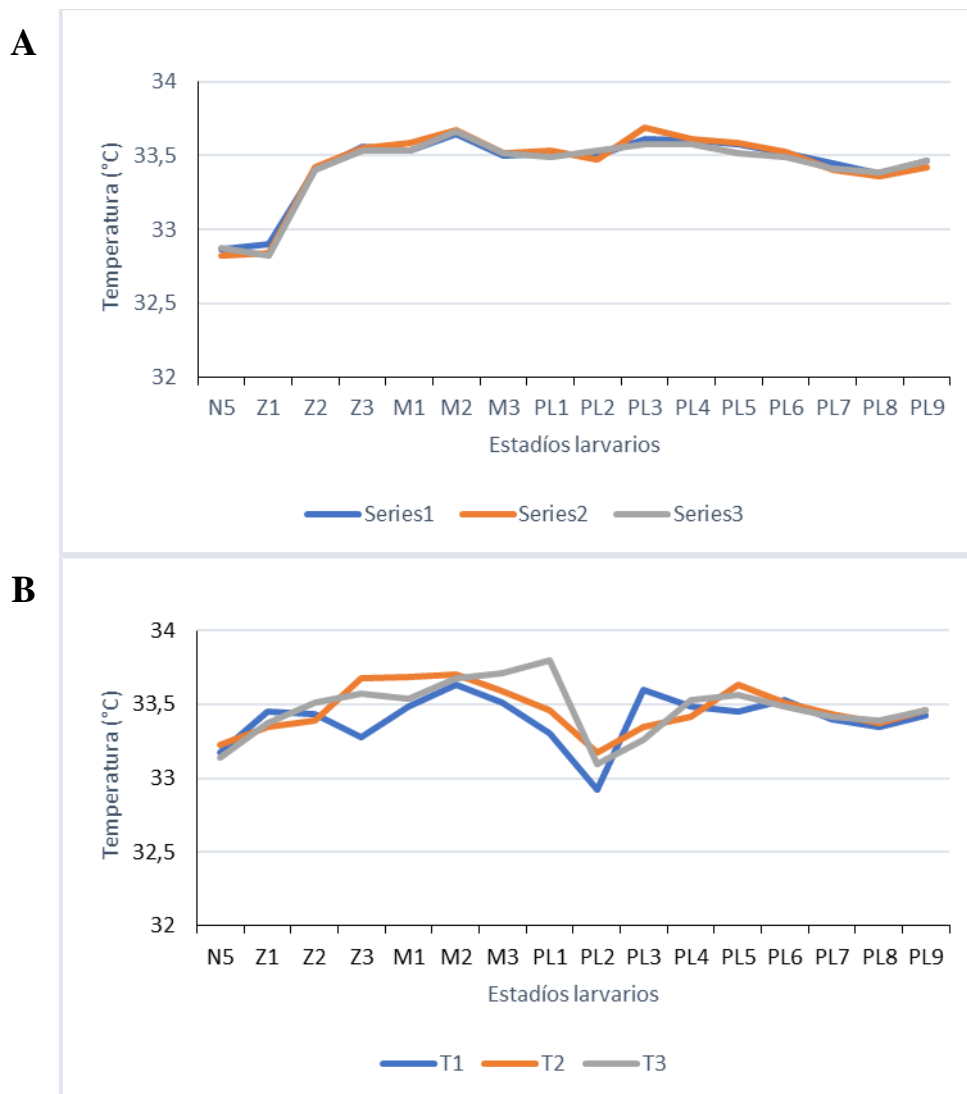 A
Temperatura (°C)
34
33,5
33
32,5
32
N5 Z1 Z2 Z3 M1 M2 M3 PL1 PL2 PL3 PL4 PL5 PL6 PL7 PL8 PL9
Estadíos larvarios
Series1 Series2 Series3
B
Temperatura (°C)
34
33,5
33
32,5
32
N5 Z1 Z2 Z3 M1 M2 M3 PL1 PL2 PL3 PL4 PL5 PL6 PL7 PL8 PL9
Estadíos larvarios
T1 T2 T3